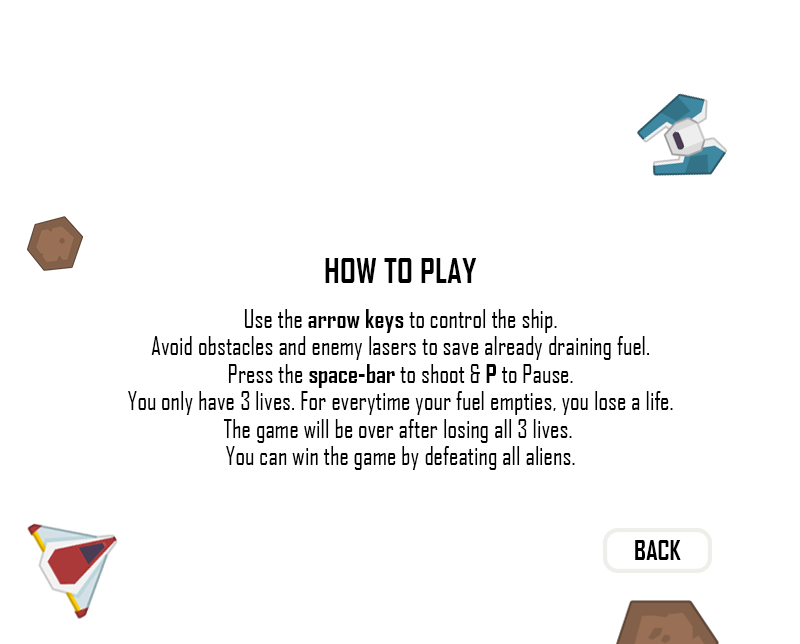 HOW TO PLAY
Use the arrow keys to control the ship.
Avoid obstacles and enemy lasers to save already draining fuel.
Press the space-bar to shoot & P to Pause.
You only have 3 lives. For everytime your fuel empties, you lose a life.
The game will be over after losing all 3 lives.
You can win the game by defeating all aliens.
BACK